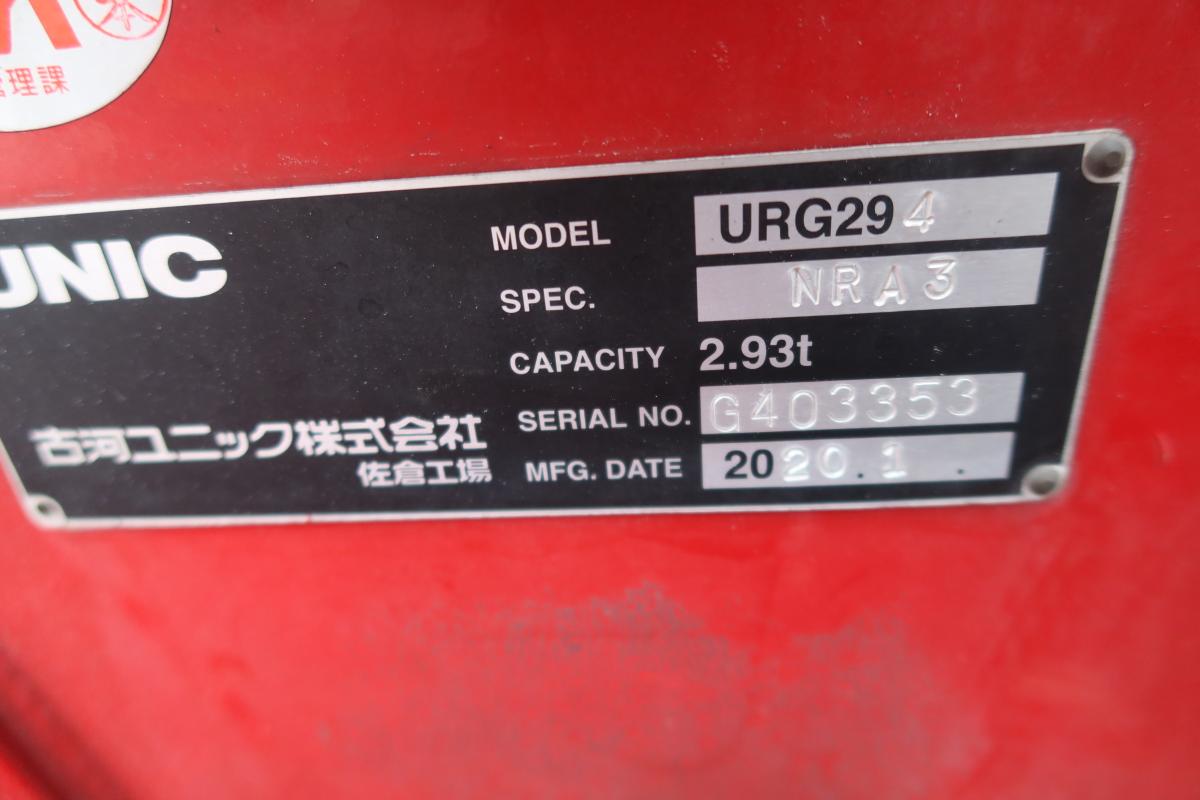 管理課
UNIC
MODEL URG294
SPEC. NRA3
CAPACITY 2.93t
SERIAL NO. G403353
古河ユニック株式会社
佐倉工場
MFG. DATE 2020.1 .